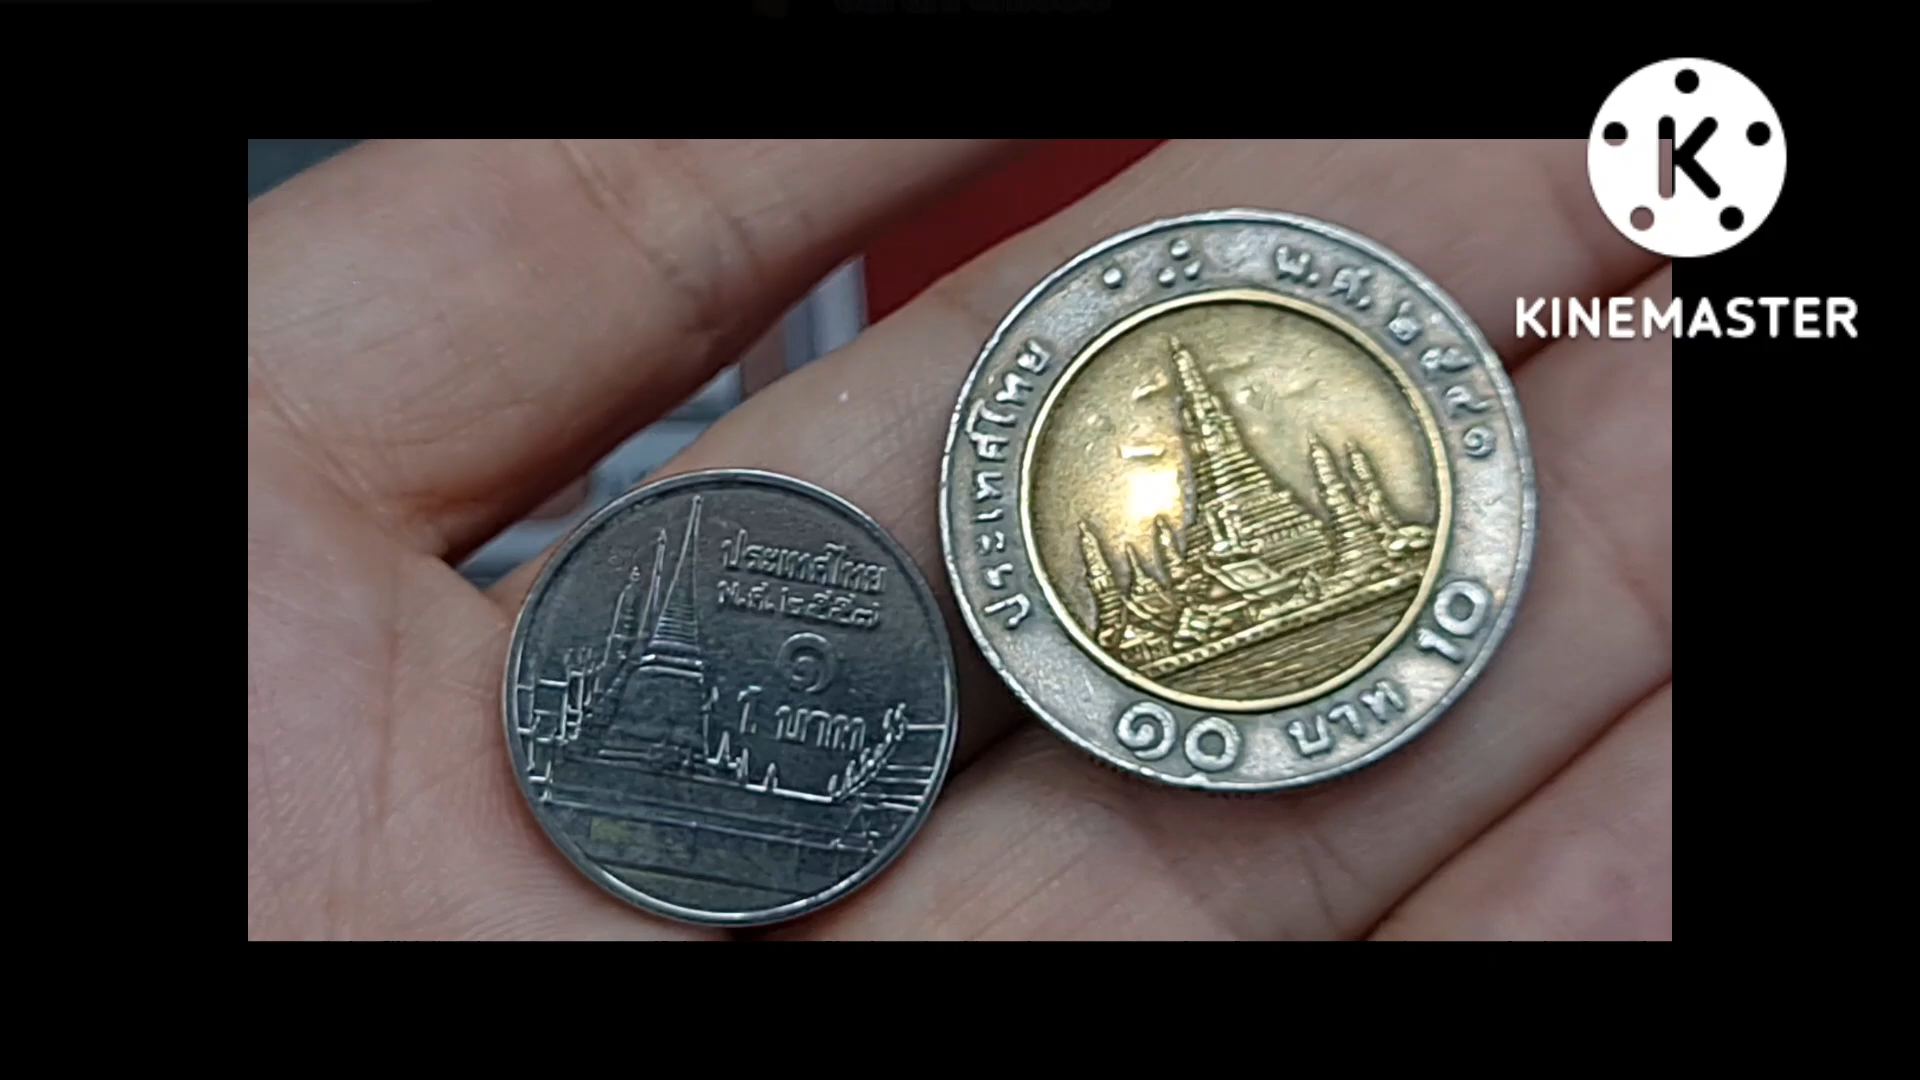 ประเทศไทย
พ.ศ. ๒๕๕๗
๑
1 บาท
ประเทศไทย
พ.ศ. ๒๕๔๑
๑๐ บาท 10
K
KINEMASTER